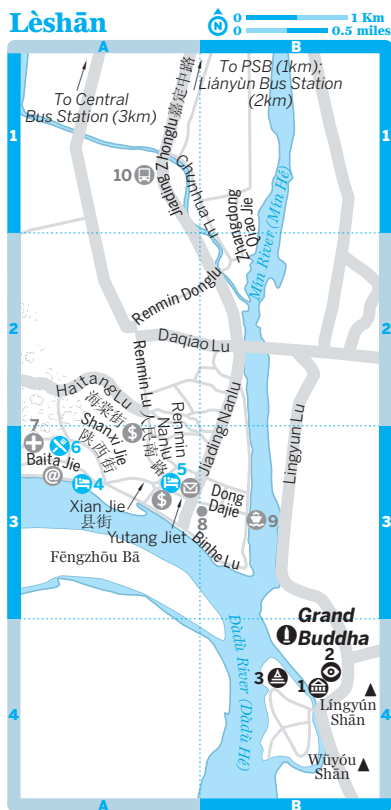 Lèshān
N
0 1 Km
0 0.5 miles
A
B
To PSB (1km);
Liányùn Bus Station
(2km)
To Central
Bus Station (3km)
1
1
10
Jiading Zhonglu 嘉定中路
Chunhua Lu
Zhangdong
Qiao Jie
Min River (Mín Hé)
Renmin Donglu
2
2
Daqiao Lu
Haitang Lu
海棠街
Shanxi Jie
陕西街
Renmin Lu
人民南路
Renmin
Nanlu
Jiading Nanlu
Lingyun Lu
7
6
$
Baita Jie
@
4
5
$
Xian Jie
县街
Yutang Jiet
Dong
Dajie
8
9
3
3
Binhe Lu
Fēngzhōu Bā
Dàdù River (Dàdù Hé)
Grand
Buddha
2
3
1
Língyún
Shān
4
4
Wūyóu
Shān
A
B